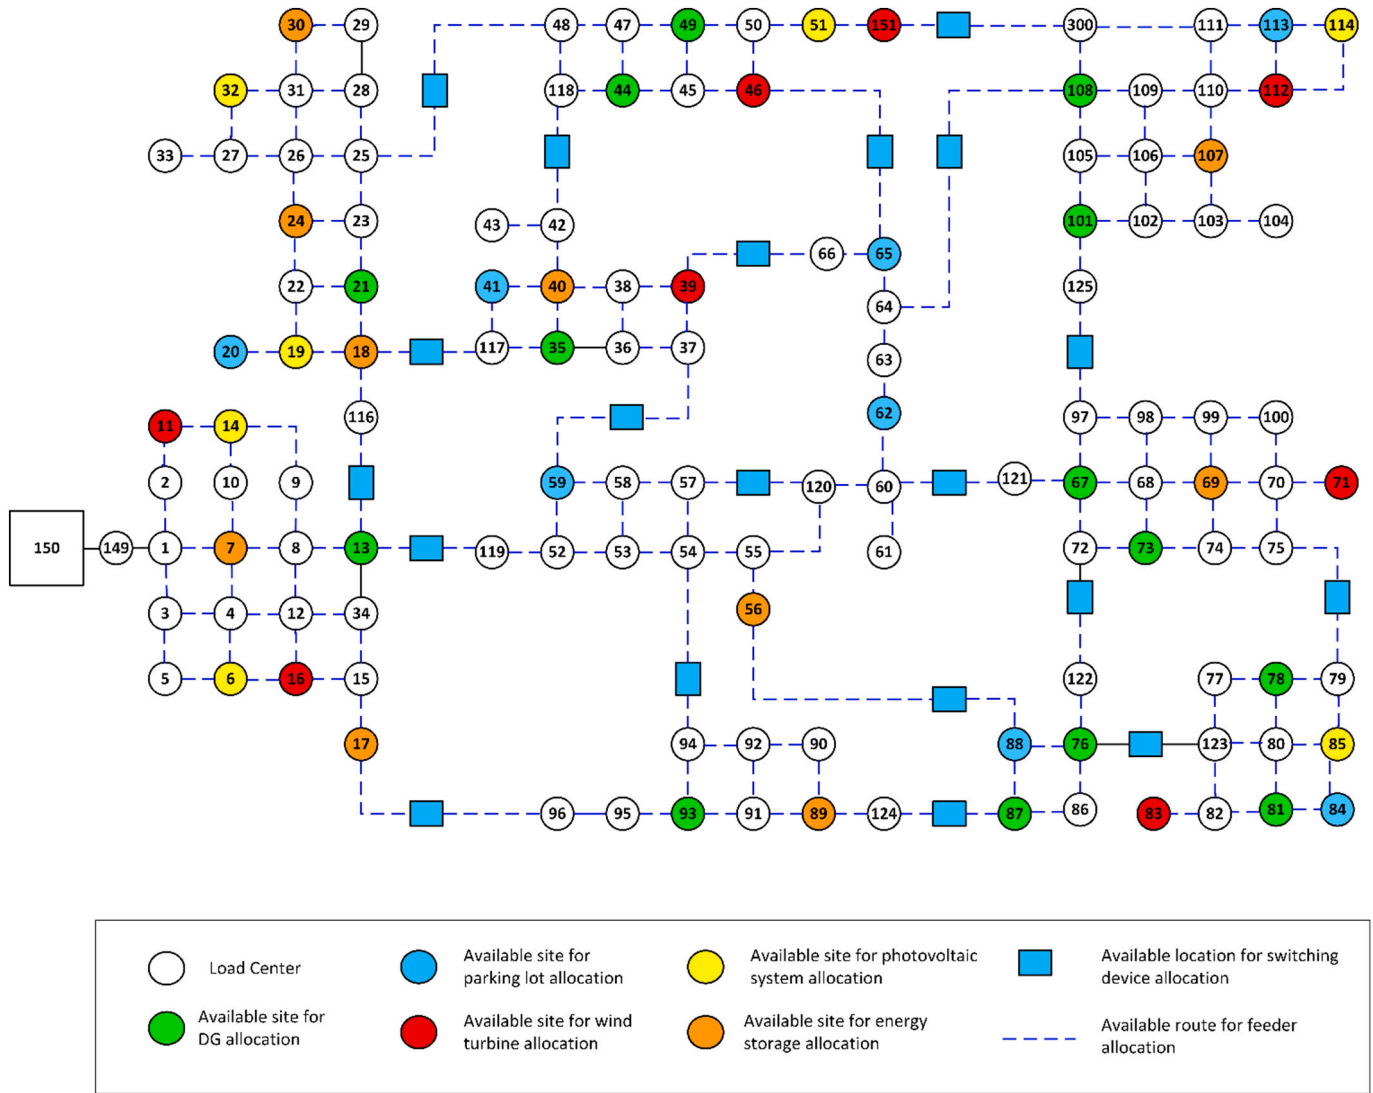 30 29 48 47 49 50 51 151 300 111 113 114
32 31 28 118 44 45 46 108 109 110 112
33 27 26 25 105 106 107
24 23 43 42 101 102 103 104
66 65
22 21 41 40 38 39 125
64
20 19 18 117 35 36 37 63
116 62 97 98 99 100
11 14
2 10 9 59 58 57 120 60 121 67 68 69 70 71
150 149 1 7 8 13 119 52 53 54 55 61 72 73 74 75
3 4 12 34 56
5 6 16 15 122 77 78 79
17 94 92 90 88 76 123 80 85
96 95 93 91 89 124 87 86 83 82 81 84
Load Center
Available site for
parking lot allocation
Available site for photovoltaic
system allocation
Available location for switching
device allocation
Available site for
DG allocation
Available site for wind
turbine allocation
Available site for energy
storage allocation
Available route for feeder
allocation